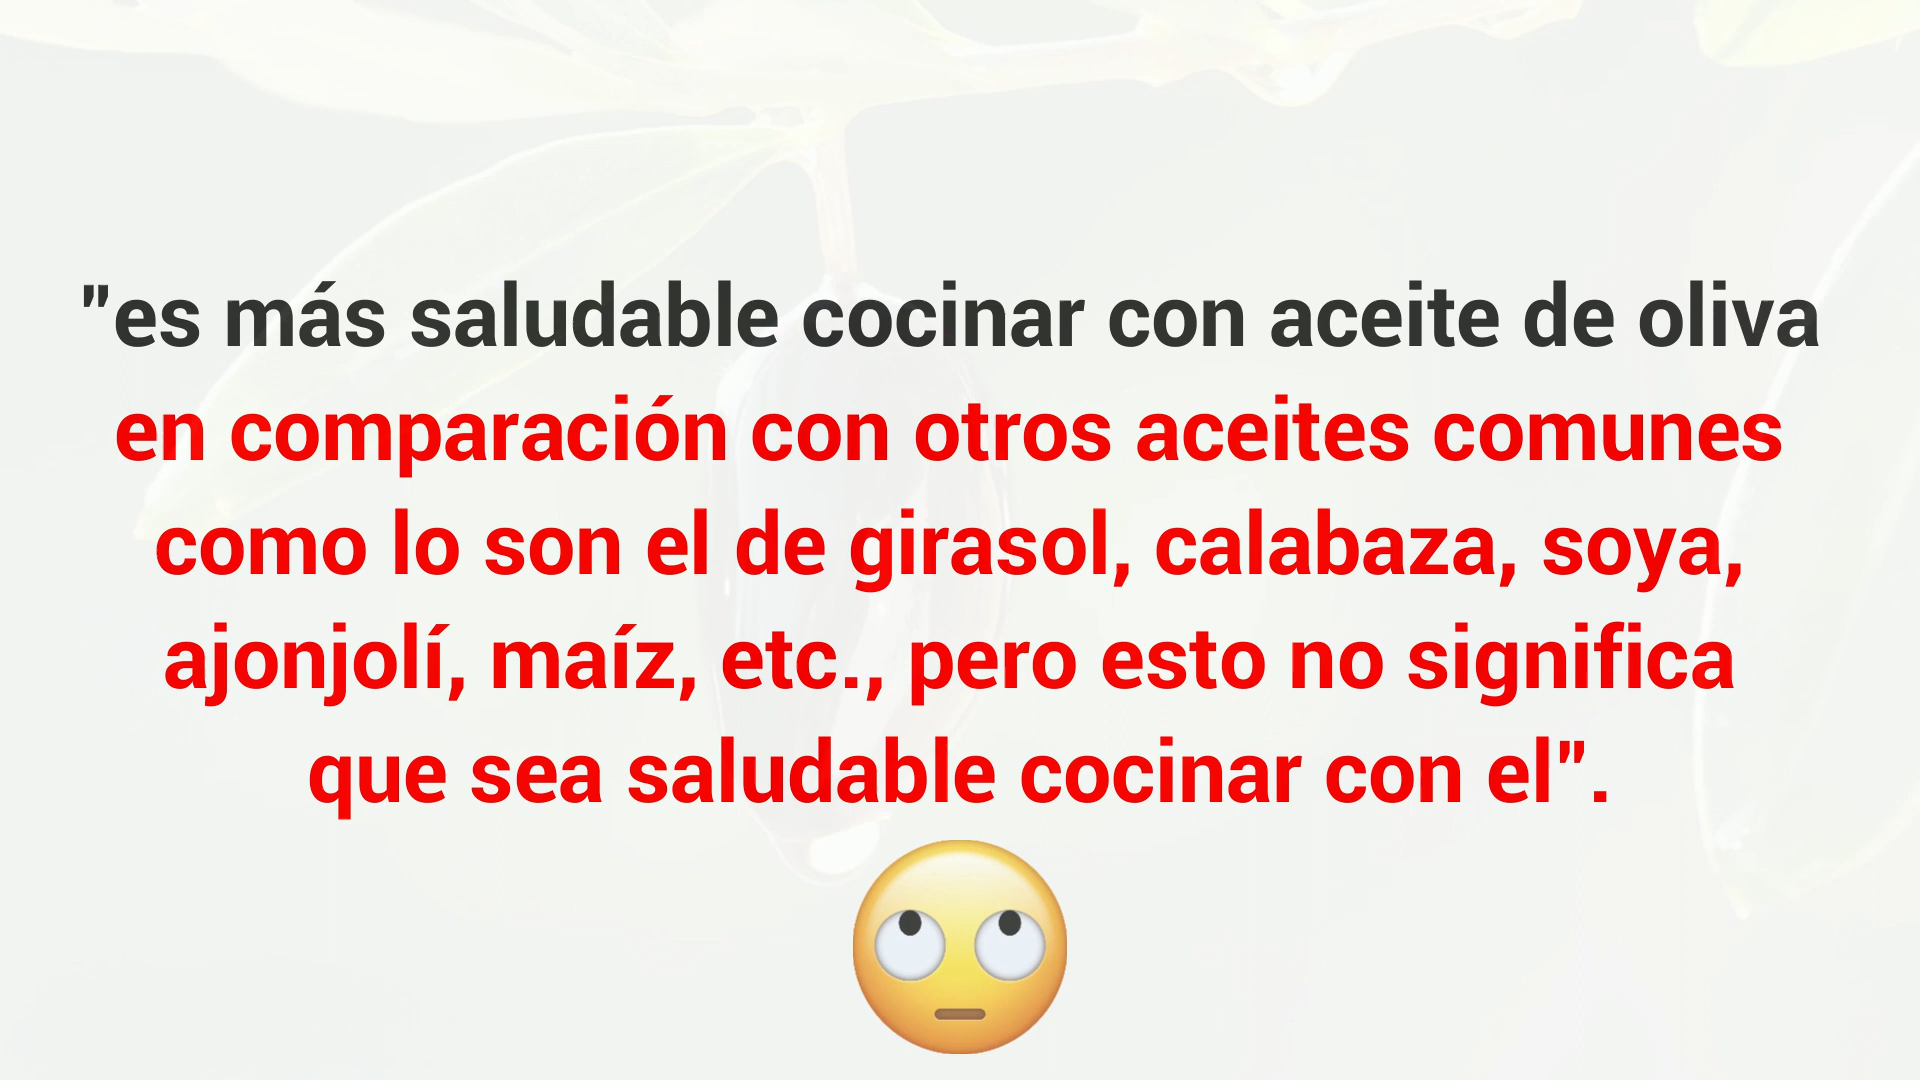 "es más saludable cocinar con aceite de oliva
en comparación con otros aceites comunes
como lo son el de girasol, calabaza, soya,
ajonjolí, maíz, etc., pero esto no significa
que sea saludable cocinar con el".